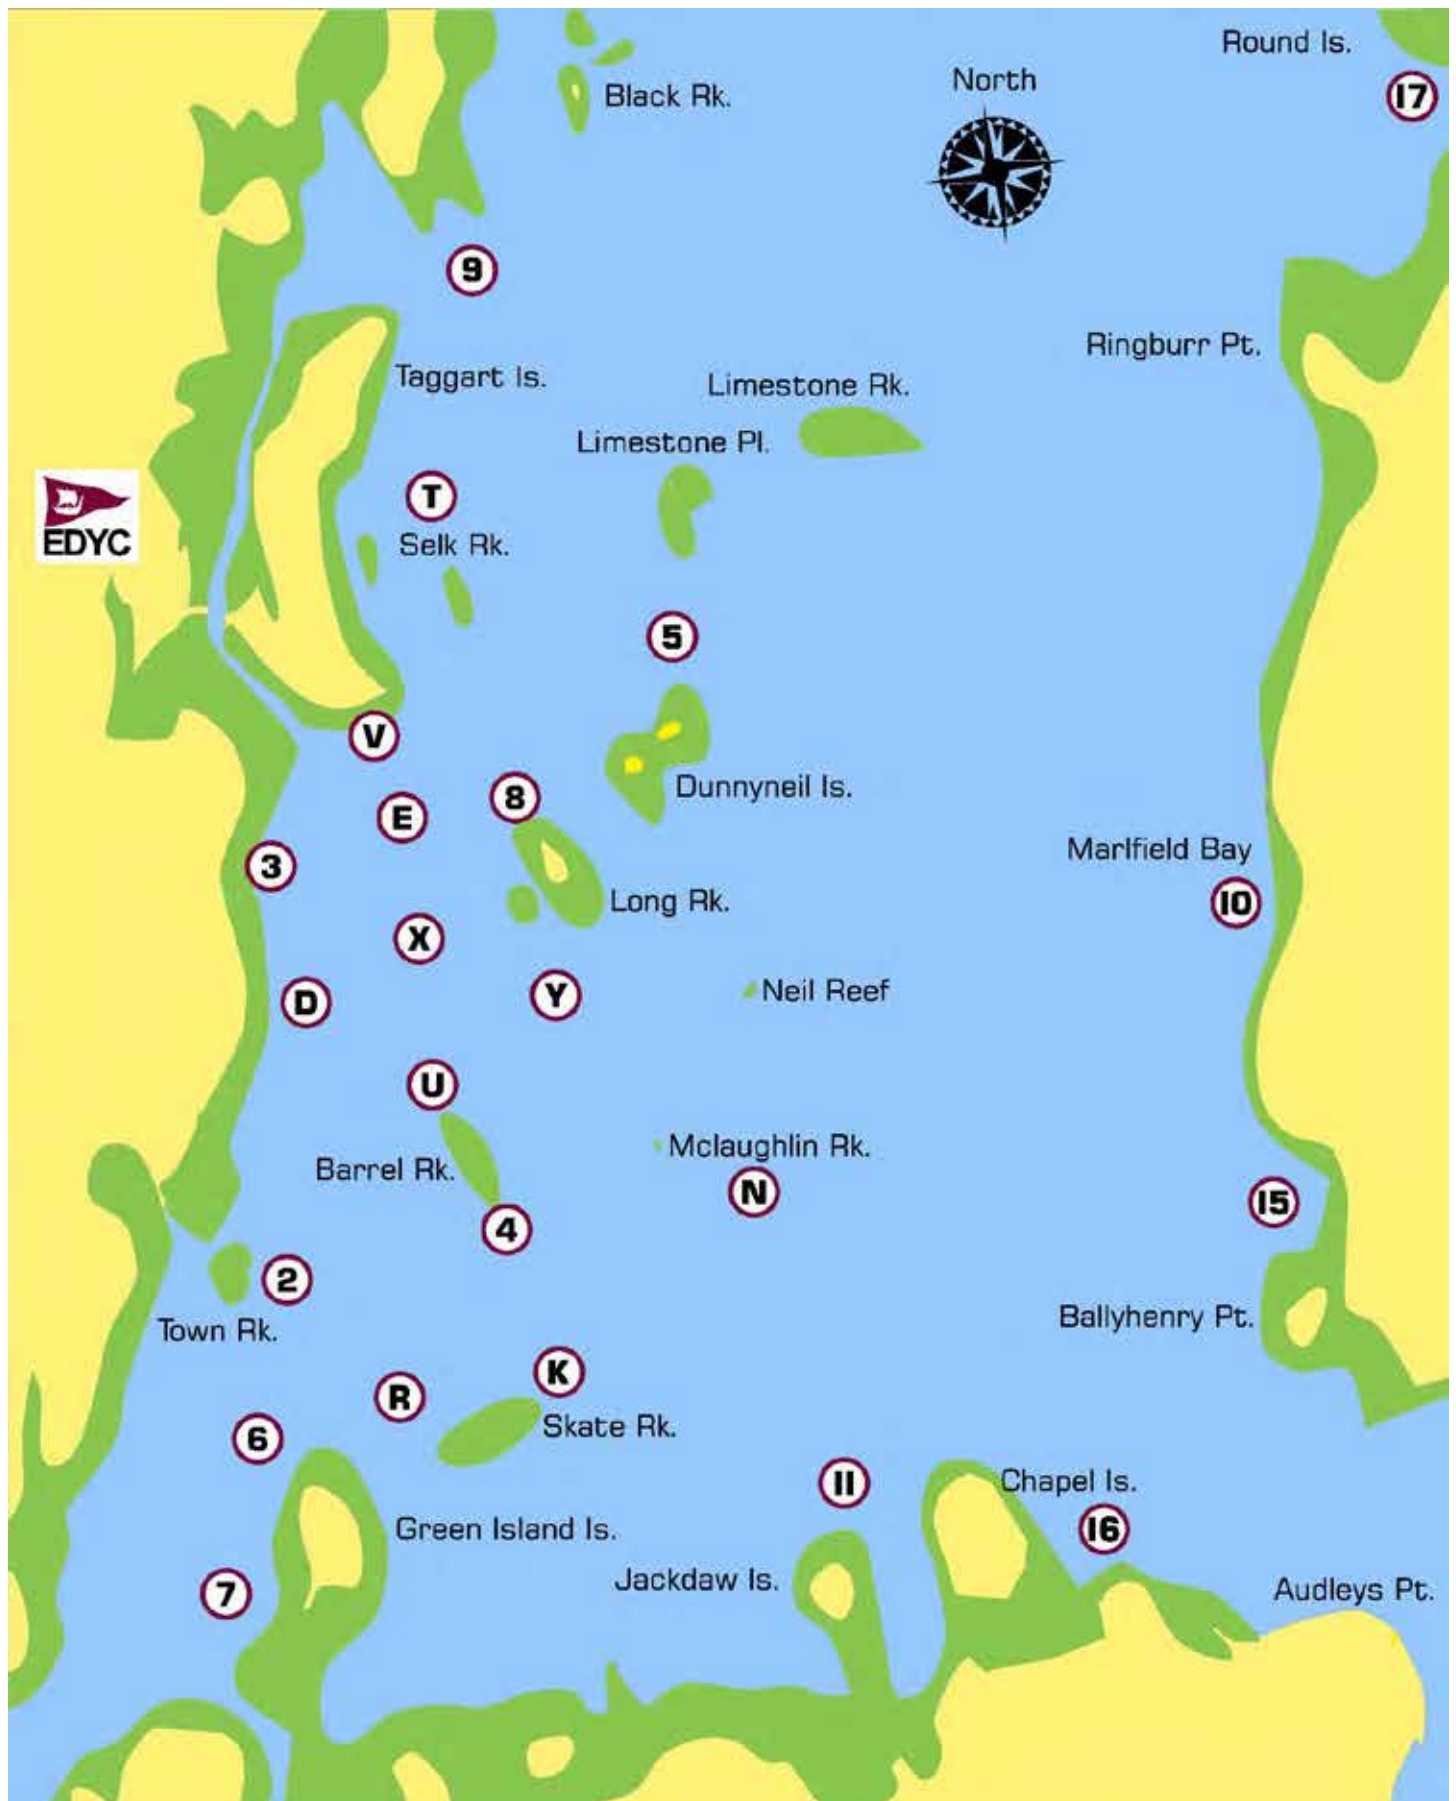 Round Is.
North
17
Black Rk.
9
Ringburr Pt.
Taggart Is.
Limestone Rk.
Limestone Pl.
T
EDYC
Selk Rk.
5
V
Dunnyneil Is.
8
E
Marlfield Bay
3
Long Rk.
10
X
Neil Reef
Y
D
U
Mclaughlin Rk.
Barrel Rk.
N
15
4
2
Ballyhenry Pt.
Town Rk.
K
R
Skate Rk.
6
11
Chapel Is.
Green Island Is.
16
Jackdaw Is.
Audleys Pt.
7